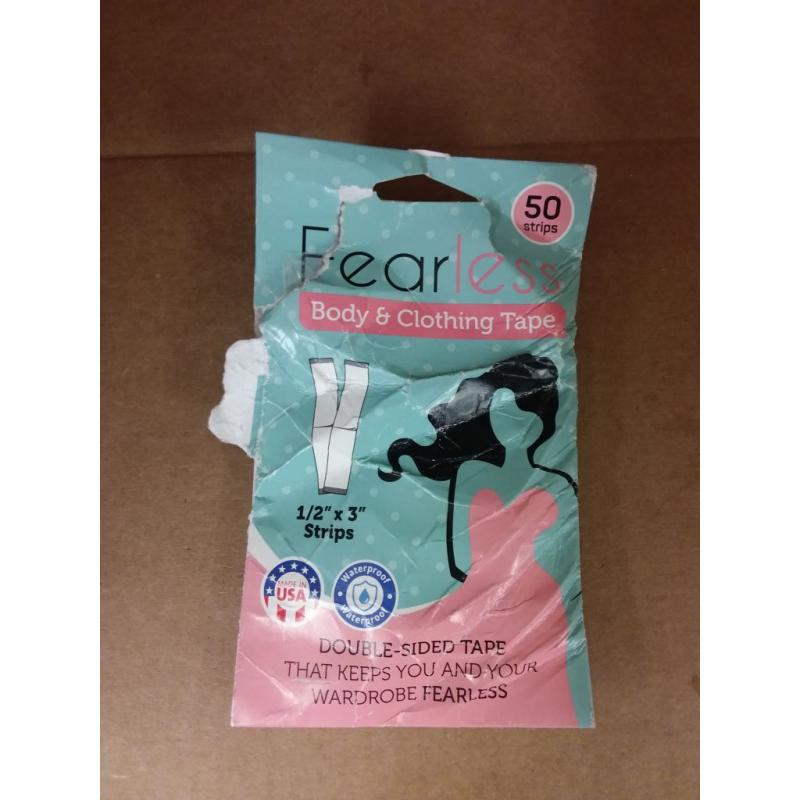 50
strips
Fearless
Body & Clothing Tape
1/2" x 3"
Strips
MADE IN
USA
Waterproof
Waterproof
DOUBLE-SIDED TAPE
THAT KEEPS YOU AND YOUR
WARDROBE FEARLESS